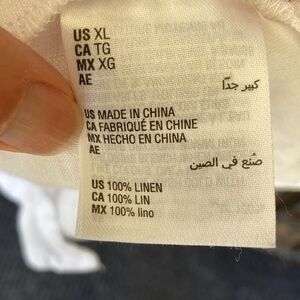 US XL
CA TG
MX XG
AE
كبير جدًا
US MADE IN CHINA
CA FABRIQUÉ EN CHINE
MX HECHO EN CHINA
AE
صُنع في الصين
US 100% LINEN
CA 100% LIN
MX 100% lino